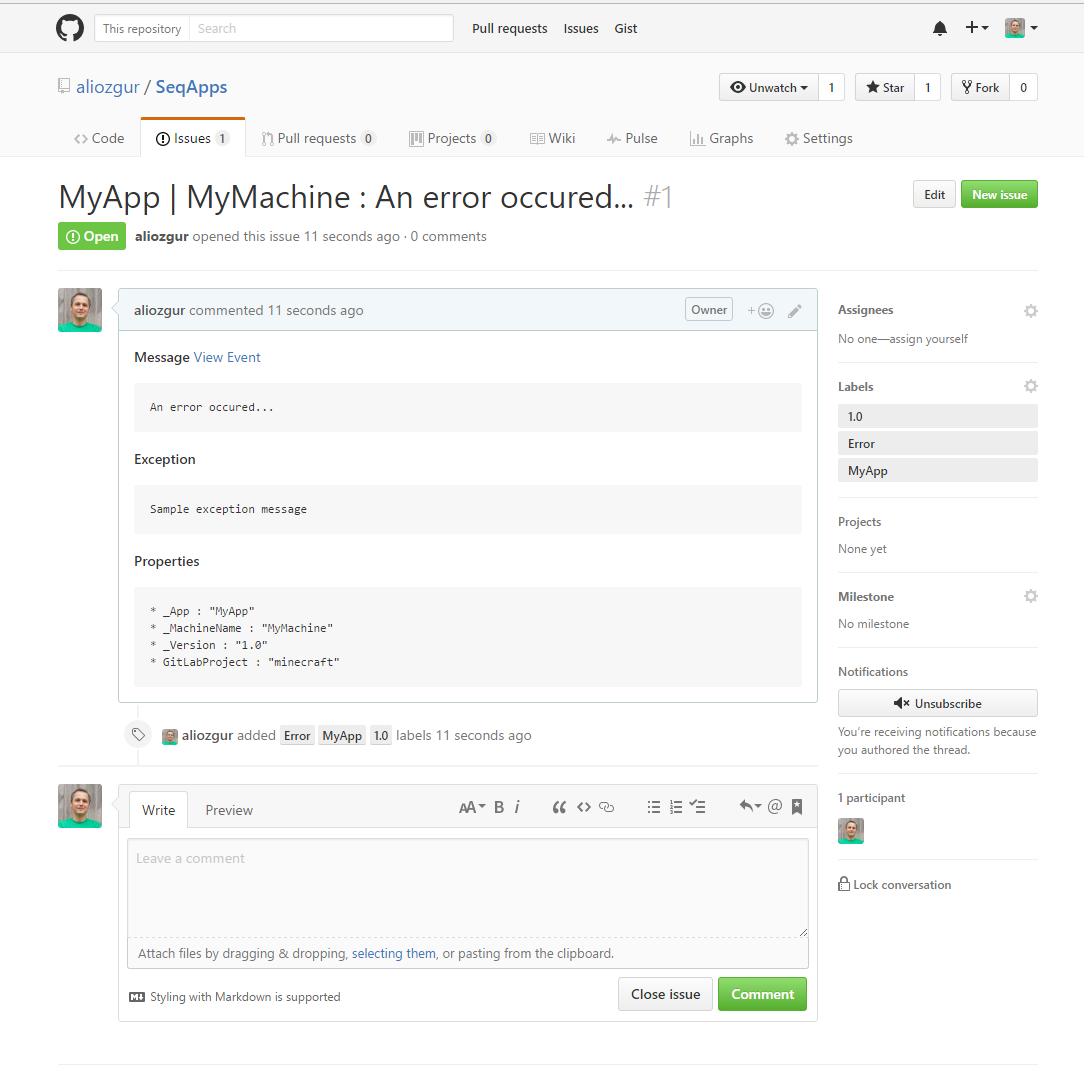 This repository Search Pull requests Issues Gist
aliozgur / SeqApps Unwatch 1 Star 1 Fork 0
Code Issues 1 Pull requests 0 Projects 0 Wiki Pulse Graphs Settings
MyApp | MyMachine : An error occured... #1 Edit New issue
Open aliozgur opened this issue 11 seconds ago · 0 comments
aliozgur commented 11 seconds ago Owner
Message View Event
An error occured...
Exception
Sample exception message
Properties
* _App : "MyApp"
* _MachineName : "MyMachine"
* _Version : "1.0"
* GitLabProject : "minecraft"
aliozgur added Error MyApp 1.0 labels 11 seconds ago
Write Preview AA B i
Leave a comment
Attach files by dragging & dropping, selecting them, or pasting from the clipboard.
Styling with Markdown is supported Close issue Comment
Assignees
No one—assign yourself
Labels
1.0
Error
MyApp
Projects
None yet
Milestone
No milestone
Notifications
Unsubscribe
You're receiving notifications because
you authored the thread.
1 participant
Lock conversation